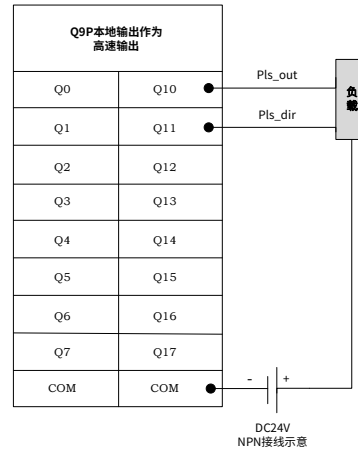 Q9P本地输出作为
高速输出
Q0 Q10
Pls_out
负
载
Q1 Q11
Pls_dir
Q2 Q12
Q3 Q13
Q4 Q14
Q5 Q15
Q6 Q16
Q7 Q17
COM COM
- +
DC24V
NPN接线示意